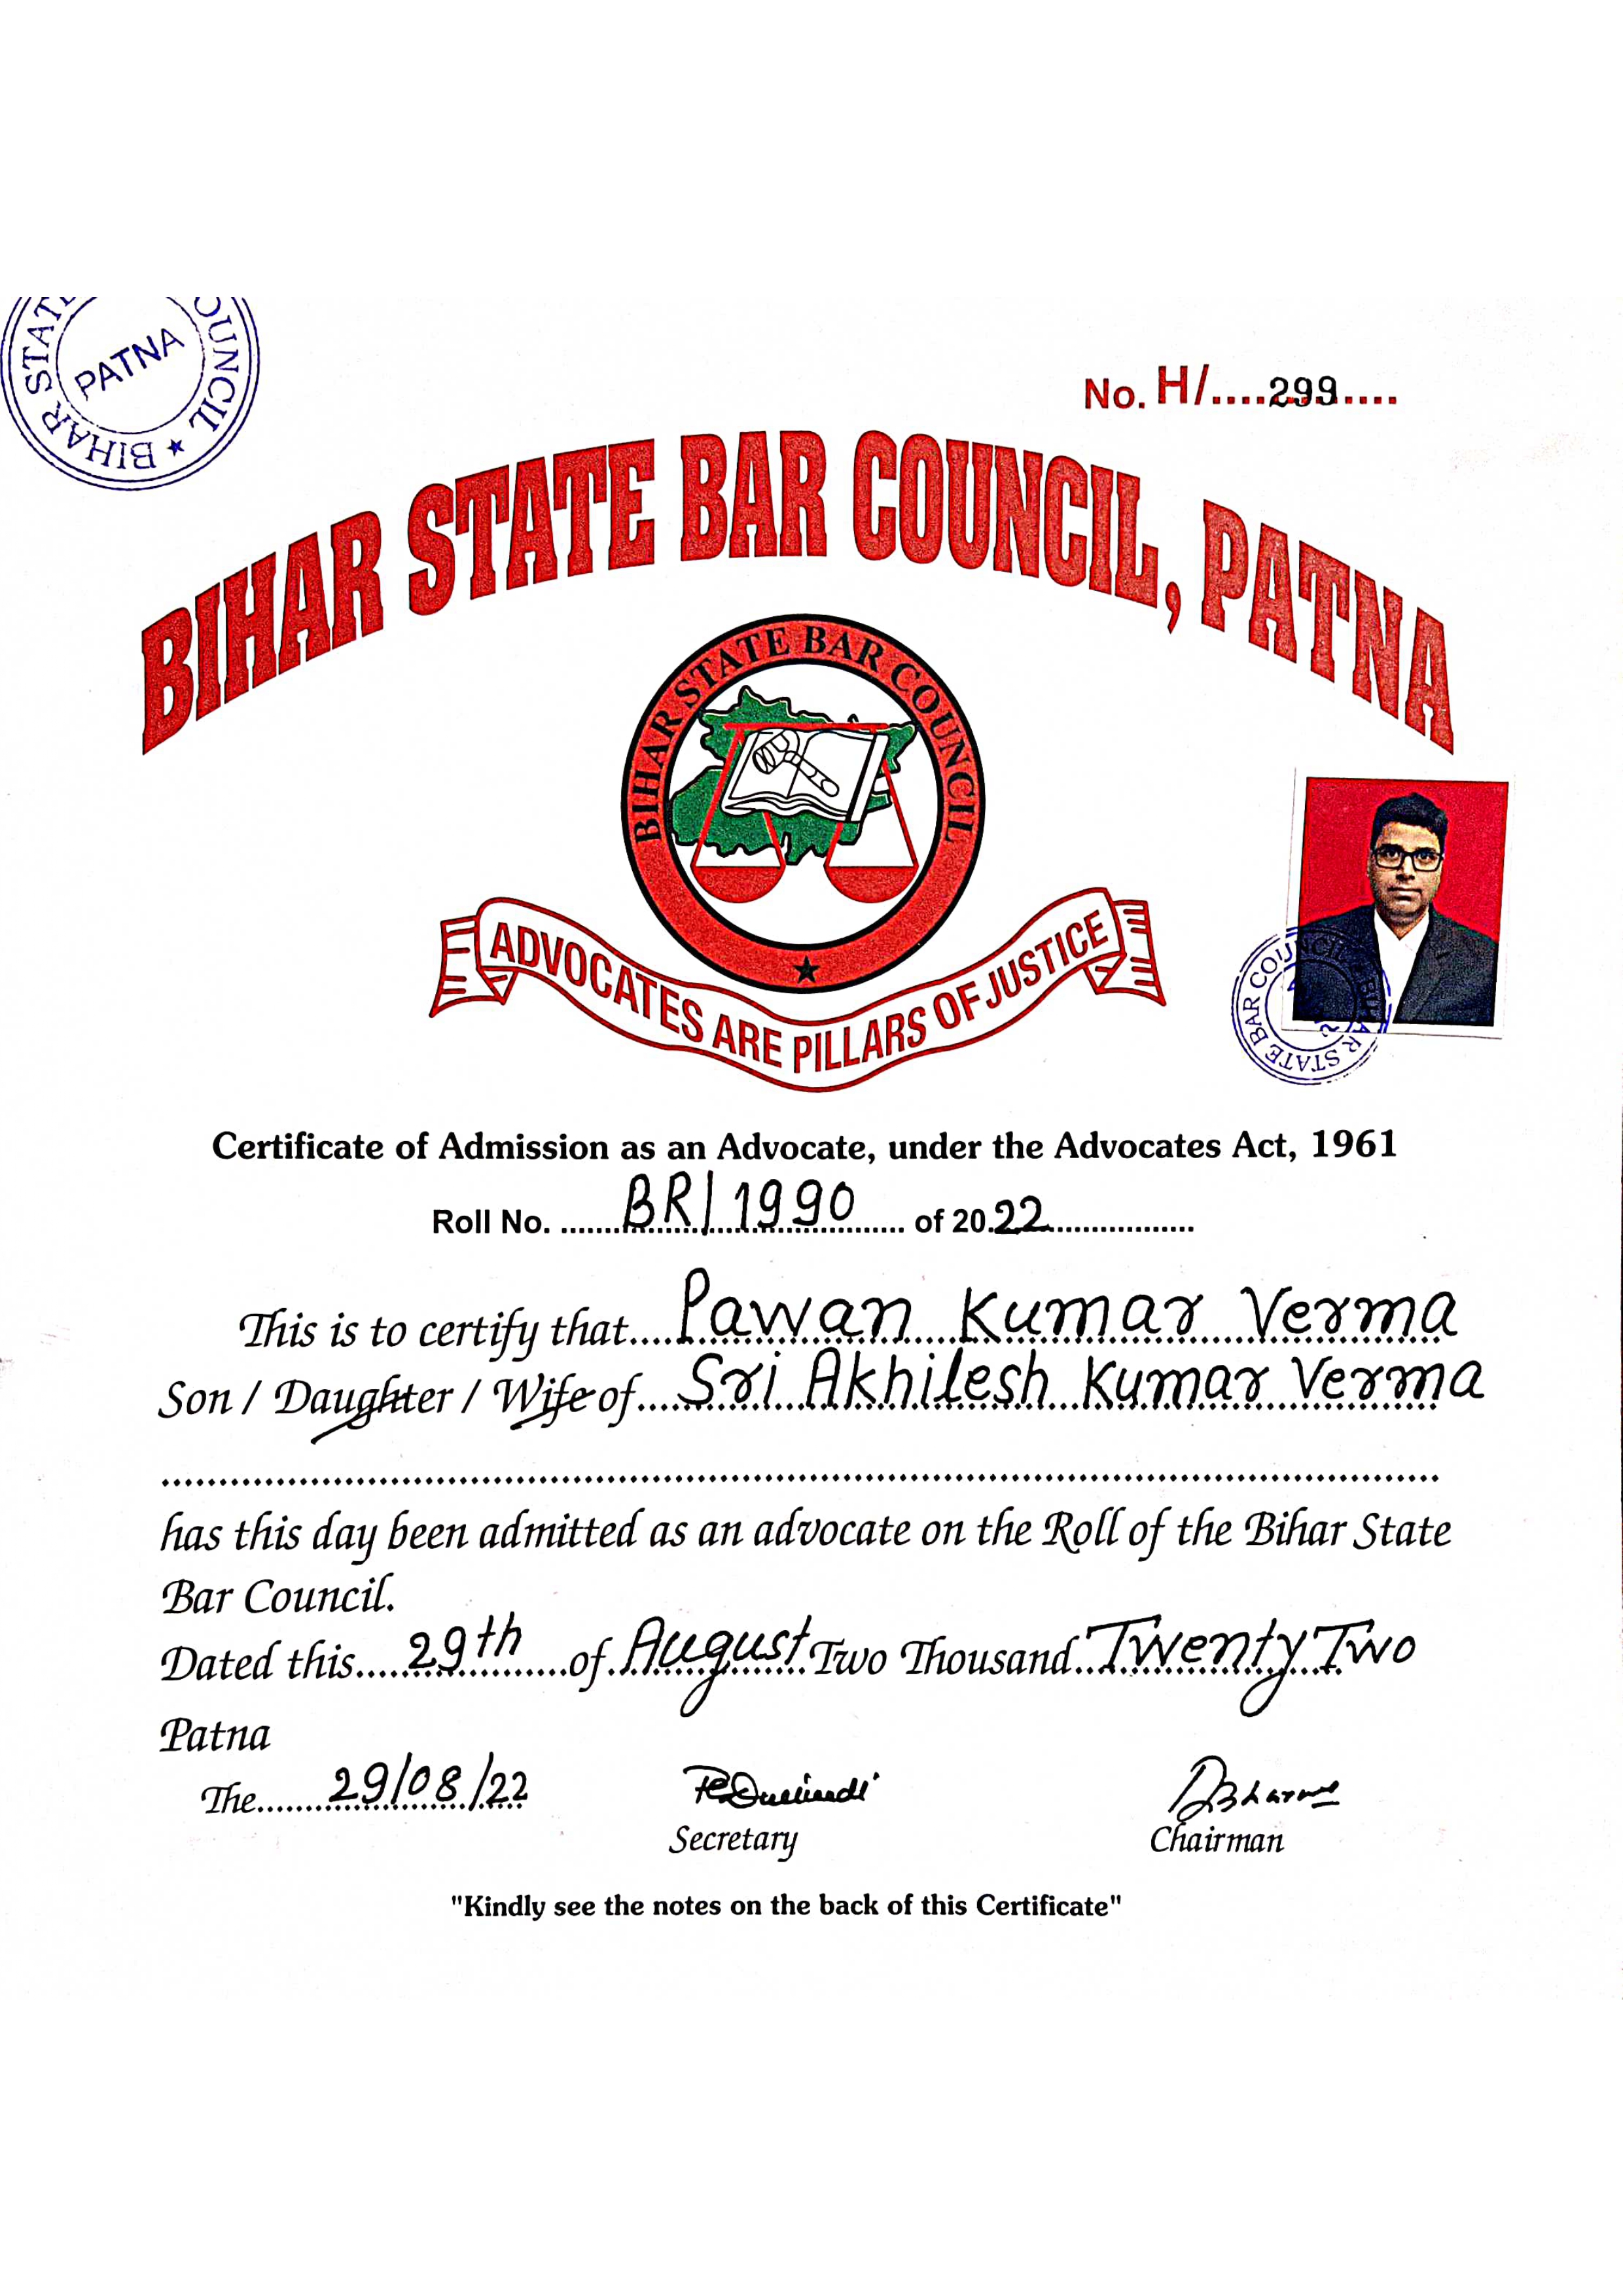 BIHAR STATE COUNCIL ★
PATNA
No. H/....299.....
BIHAR STATE BAR COUNCIL, PATNA
BIHAR STATE BAR COUNCIL
ADVOCATES ARE PILLARS OF JUSTICE
STATE BAR COUNCIL
Certificate of Admission as an Advocate, under the Advocates Act, 1961
Roll No. .......BR/1990....... of 20.22..................
This is to certify that....Pawan Kumar Verma
Son / Daughter / Wife of....Sri Akhilesh Kumar Verma
has this day been admitted as an advocate on the Roll of the Bihar State
Bar Council.
Dated this.....29th.........of.August.Two Thousand..Twenty Two
Patna
The........29/08/22
Secretary
Chairman
"Kindly see the notes on the back of this Certificate"